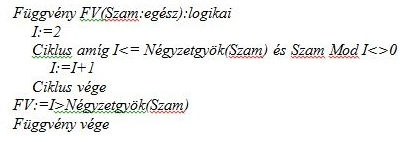 Függvény FV(Szam:egész):logikai
I:=2
Ciklus amíg I<= Négyzetgyök(Szam) és Szam Mod I<>0
I:=I+1
Ciklus vége
FV:=I>Négyzetgyök(Szam)
Függvény vége